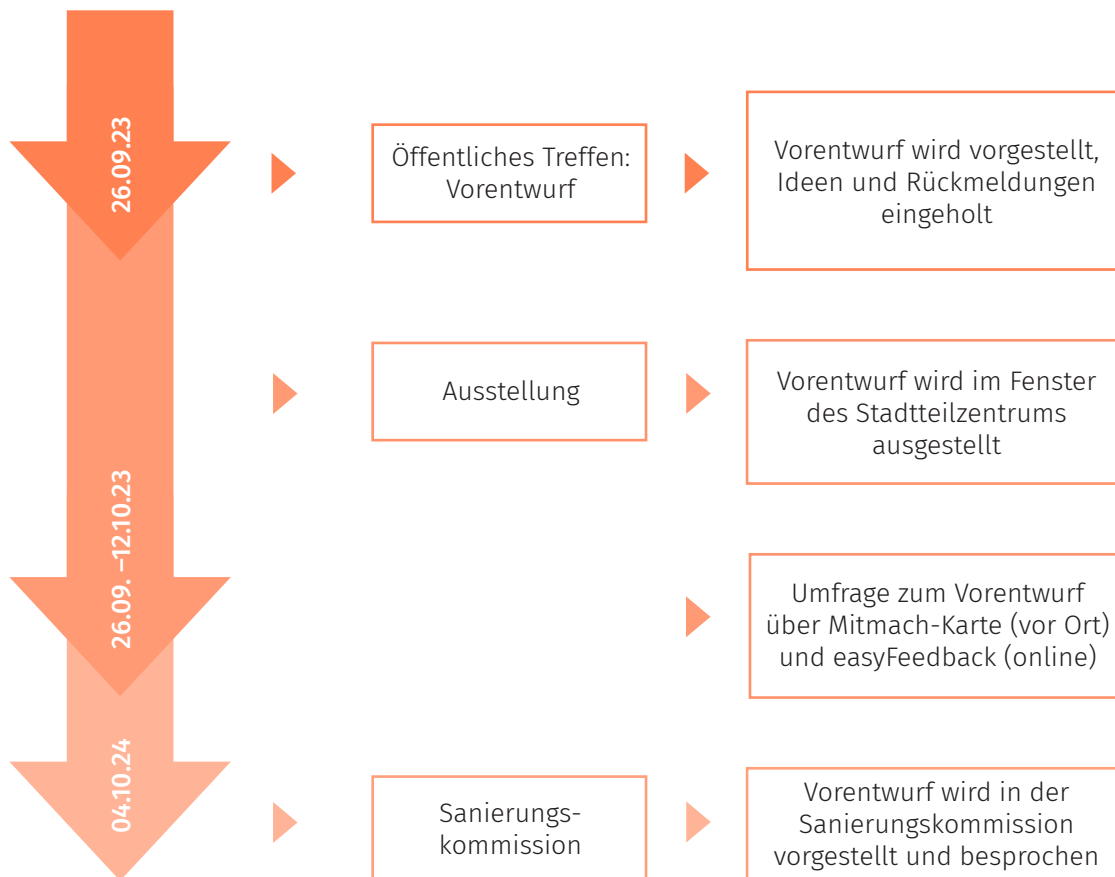 26.09.23
Öffentliches Treffen:
Vorentwurf
Vorentwurf wird vorgestellt,
Ideen und Rückmeldungen
eingeholt
26.09. –12.10.23
Ausstellung
Vorentwurf wird im Fenster
des Stadtteilzentrums
ausgestellt
Umfrage zum Vorentwurf
über Mitmach-Karte (vor Ort)
und easyFeedback (online)
04.10.24
Sanierungs-
kommission
Vorentwurf wird in der
Sanierungskommission
vorgestellt und besprochen